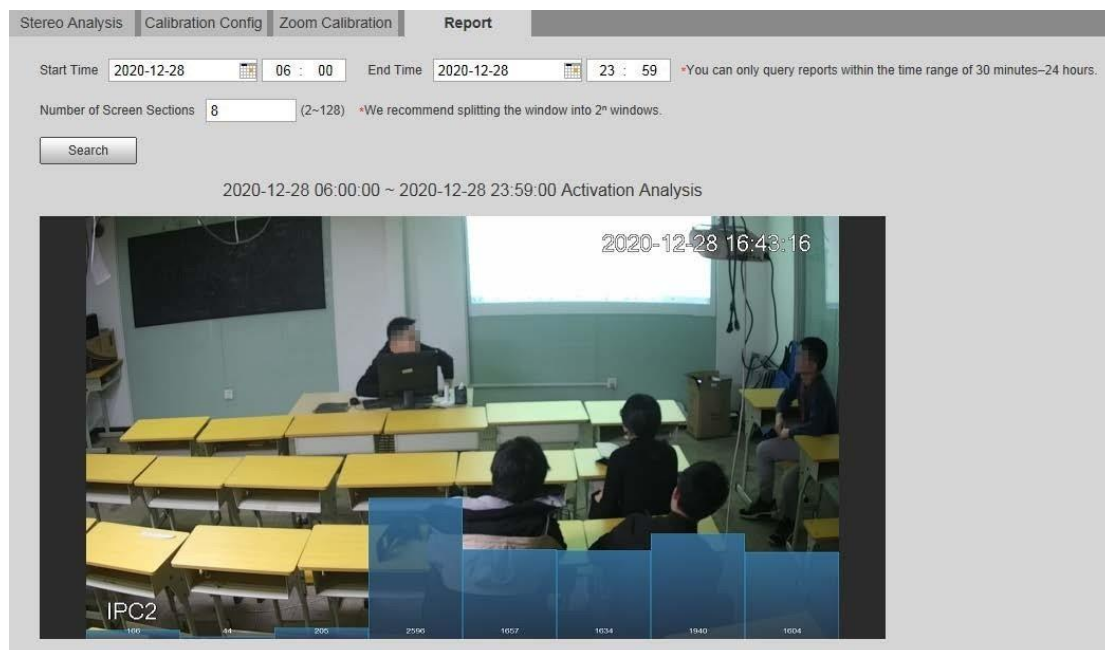 Stereo Analysis Calibration Config Zoom Calibration Report
Start Time 2020-12-28 06 : 00 End Time 2020-12-28 23 : 59 *You can only query reports within the time range of 30 minutes–24 hours.
Number of Screen Sections 8 (2~128) *We recommend splitting the window into 2ⁿ windows.
Search
2020-12-28 06:00:00 ~ 2020-12-28 23:59:00 Activation Analysis
2020-12-28 16:43:16
IPC2
166 44 205 2596 1657 1634 1940 1604